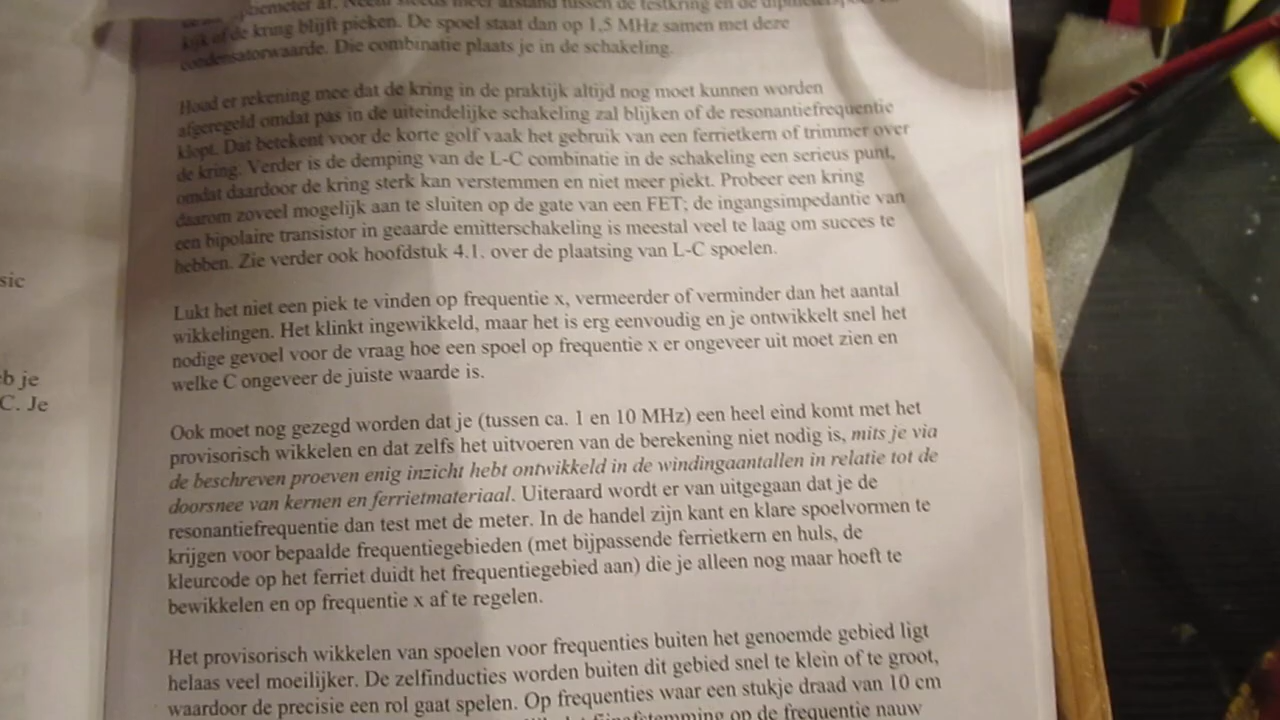 kring en de
kijk of de kring blijft pieken. De spoel staat dan op 1,5 MHz samen met deze
condensatorwaarde. Die combinatie plaats je in de schakeling.
Houd er rekening mee dat de kring in de praktijk altijd nog moet kunnen worden
afgeregeld omdat pas in de uiteindelijke schakeling zal blijken of de resonantiefrequentie
klopt. Dat betekent voor de korte golf vaak het gebruik van een ferrietkern of trimmer over
de kring. Verder is de demping van de L-C combinatie in de schakeling een serieus punt,
omdat daardoor de kring sterk kan verstemmen en niet meer piekt. Probeer een kring
daarom zoveel mogelijk aan te sluiten op de gate van een FET; de ingangsimpedantie van
een bipolaire transistor in geaarde emitterschakeling is meestal veel te laag om succes te
hebben. Zie verder ook hoofdstuk 4.1. over de plaatsing van L-C spoelen.
sic
Lukt het niet een piek te vinden op frequentie x, vermeerder of verminder dan het aantal
wikkelingen. Het klinkt ingewikkeld, maar het is erg eenvoudig en je ontwikkelt snel het
nodige gevoel voor de vraag hoe een spoel op frequentie x er ongeveer uit moet zien en
welke C ongeveer de juiste waarde is.
b je
C. Je
Ook moet nog gezegd worden dat je (tussen ca. 1 en 10 MHz) een heel eind komt met het
provisorisch wikkelen en dat zelfs het uitvoeren van de berekening niet nodig is, mits je via
de beschreven proeven enig inzicht hebt ontwikkeld in de windingaantallen in relatie tot de
doorsnee van kernen en ferrietmateriaal. Uiteraard wordt er van uitgegaan dat je de
resonantiefrequentie dan test met de meter. In de handel zijn kant en klare spoelvormen te
krijgen voor bepaalde frequentiegebieden (met bijpassende ferrietkern en huls, de
kleurcode op het ferriet duidt het frequentiegebied aan) die je alleen nog maar hoeft te
bewikkelen en op frequentie x af te regelen.
Het provisorisch wikkelen van spoelen voor frequenties buiten het genoemde gebied ligt
helaas veel moeilijker. De zelfinducties worden buiten dit gebied snel te klein of te groot,
waardoor de precisie een rol gaat spelen. Op frequenties waar een stukje draad van 10 cm
op de frequentie nauw